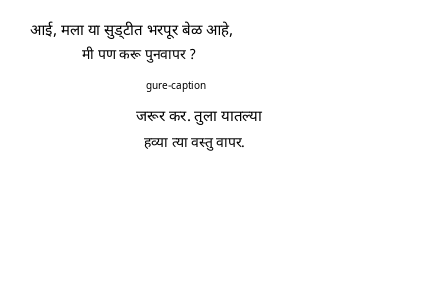 आई, मला या सुड्टीत भरपूर बेळ आहे,
मी पण करू पुनवापर ?
gure-caption
जरूर कर. तुला यातल्या
हव्या त्या वस्तु वापर.